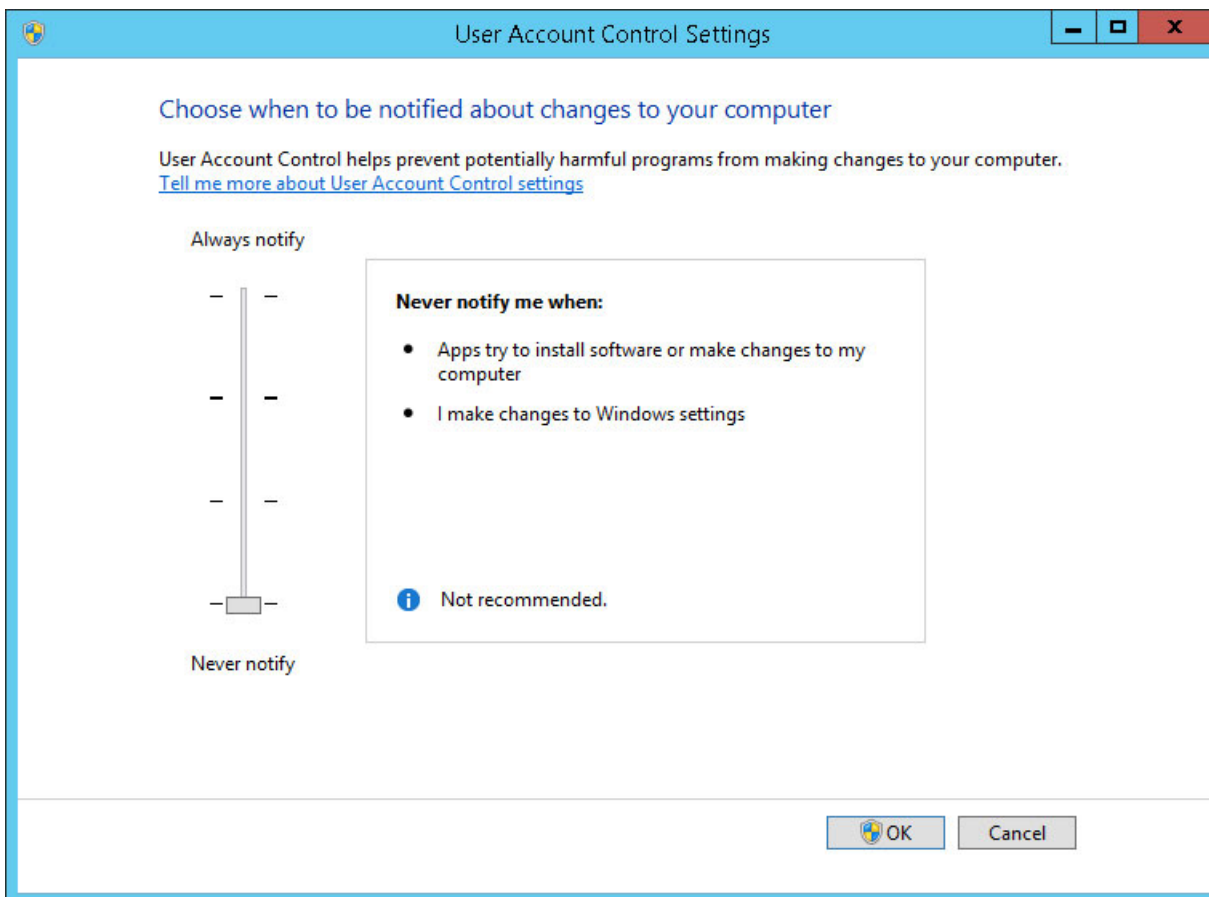 User Account Control Settings
Choose when to be notified about changes to your computer
User Account Control helps prevent potentially harmful programs from making changes to your computer.
Tell me more about User Account Control settings
Always notify
Never notify me when:
• Apps try to install software or make changes to my
computer
• I make changes to Windows settings
Not recommended.
Never notify
OK
Cancel